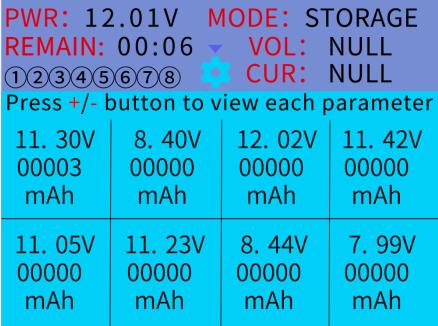 PWR: 12.01V MODE: STORAGE
REMAIN: 00:06 VOL: NULL
①②③④⑤⑥⑦⑧ CUR: NULL
Press +/- button to view each parameter
11. 30V 8. 40V 12. 02V 11. 42V
00003 00000 00000 00000
mAh mAh mAh mAh
11. 05V 11. 23V 8. 44V 7. 99V
00000 00000 00000 00000
mAh mAh mAh mAh